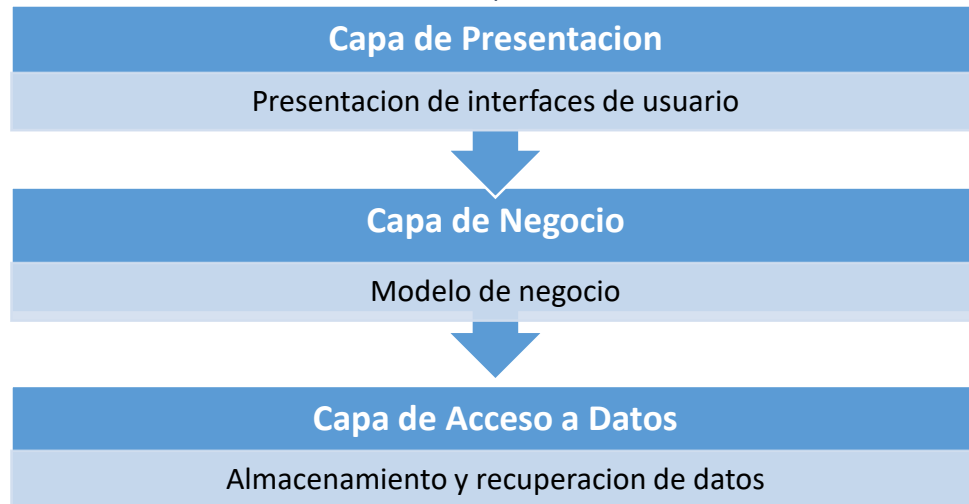 Capa de Presentacion
Presentacion de interfaces de usuario
Capa de Negocio
Modelo de negocio
Capa de Acceso a Datos
Almacenamiento y recuperacion de datos